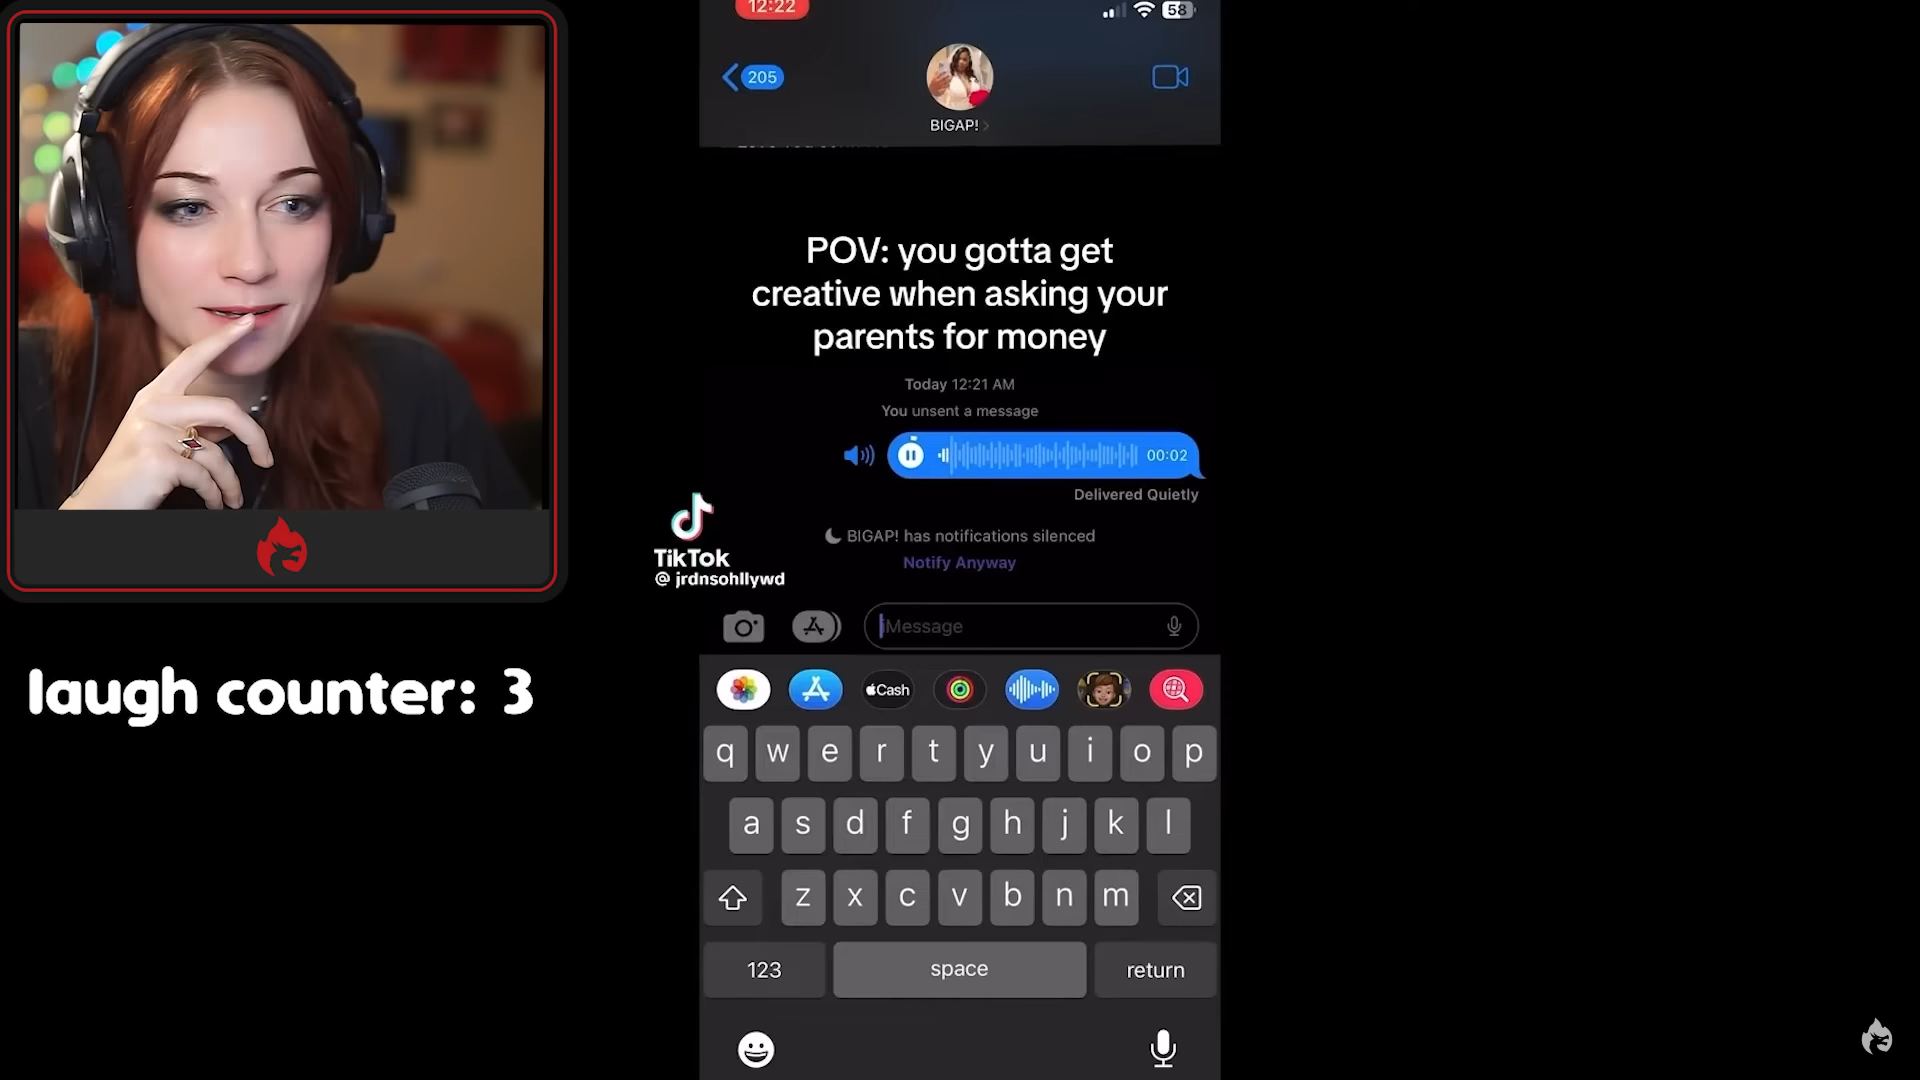 12:22
58
205
BIGAP!
POV: you gotta get
creative when asking your
parents for money
Today 12:21 AM
You unsent a message
00:02
Delivered Quietly
BIGAP! has notifications silenced
Notify Anyway
TikTok
@ jrdnsohllywd
iMessage
Cash
q w e r t y u i o p
a s d f g h j k l
z x c v b n m
123 space return
laugh counter: 3